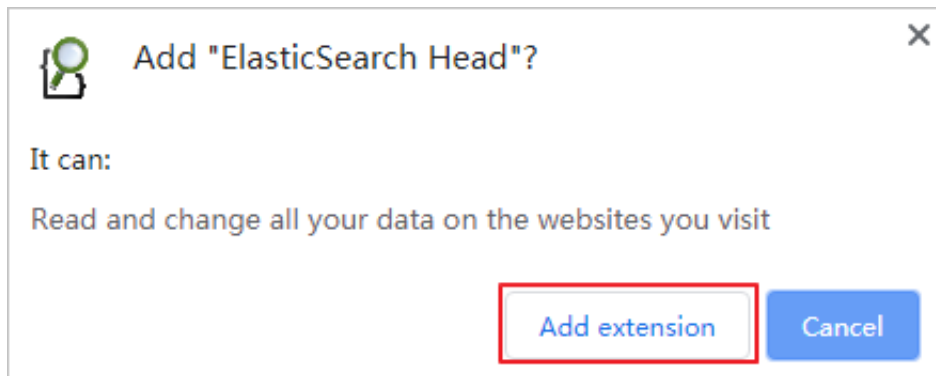 Add "ElasticSearch Head"?
It can:
Read and change all your data on the websites you visit
Add extension
Cancel